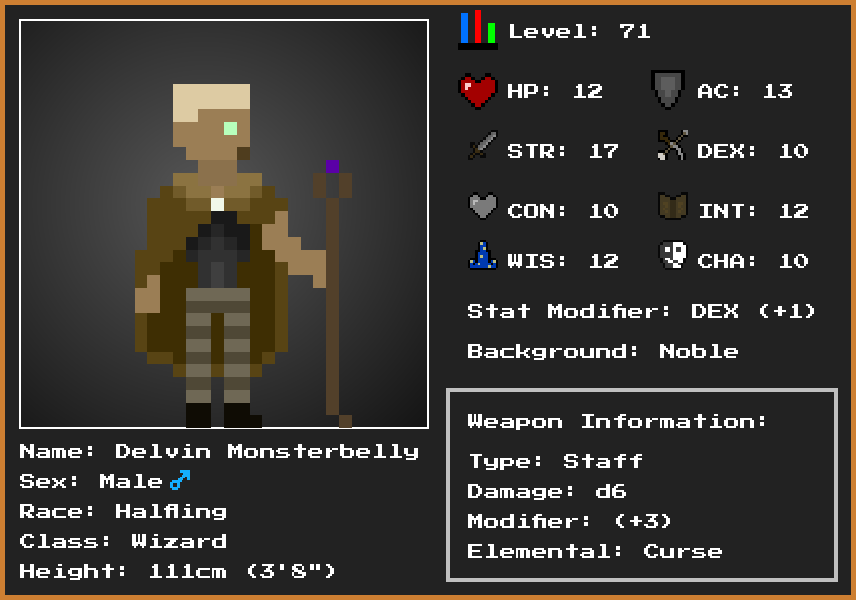 Level: 71
HP: 12 AC: 13
STR: 17 DEX: 10
CON: 10 INT: 12
WIS: 12 CHA: 10
Stat Modifier: DEX (+1)
Background: Noble
Weapon Information:
Type: Staff
Damage: d6
Modifier: (+3)
Elemental: Curse
Name: Delvin Monsterbelly
Sex: Male♂
Race: Halfling
Class: Wizard
Height: 111cm (3'8")